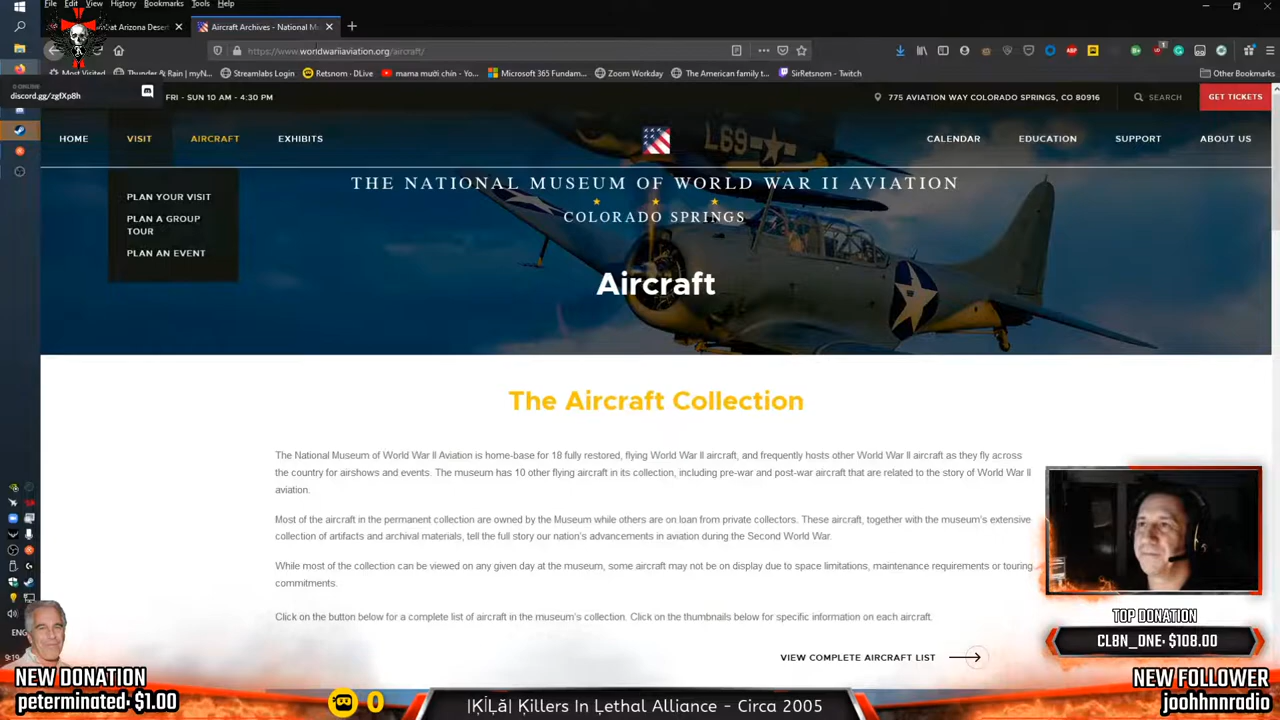 File Edit View History Bookmarks Tools Help
at Arizona Desert
Aircraft Archives - National Mu
https://www.worldwariiaviation.org/aircraft/
Most Visited Thunder & Rain | myN... Streamlabs Login Retsnom · DLive mama mười chin - Yo... Microsoft 365 Fundam... Zoom Workday The American family t... SirRetsnom - Twitch Other Bookmarks
discord.gg/zgfXp8h
FRI - SUN 10 AM - 4:30 PM
775 AVIATION WAY COLORADO SPRINGS, CO 80916
SEARCH
GET TICKETS
HOME VISIT AIRCRAFT EXHIBITS CALENDAR EDUCATION SUPPORT ABOUT US
L69
PLAN YOUR VISIT
PLAN A GROUP
TOUR
PLAN AN EVENT
THE NATIONAL MUSEUM OF WORLD WAR II AVIATION
COLORADO SPRINGS
Aircraft
The Aircraft Collection
The National Museum of World War II Aviation is home-base for 18 fully restored, flying World War II aircraft, and frequently hosts other World War II aircraft as they fly across
the country for airshows and events. The museum has 10 other flying aircraft in its collection, including pre-war and post-war aircraft that are related to the story of World War II
aviation.
Most of the aircraft in the permanent collection are owned by the Museum while others are on loan from private collectors. These aircraft, together with the museum's extensive
collection of artifacts and archival materials, tell the full story our nation's advancements in aviation during the Second World War.
While most of the collection can be viewed on any given day at the museum, some aircraft may not be on display due to space limitations, maintenance requirements or touring
commitments.
Click on the button below for a complete list of aircraft in the museum's collection. Click on the thumbnails below for specific information on each aircraft.
VIEW COMPLETE AIRCRAFT LIST
TOP DONATION
CL8N_ONE: $108.00
ENG
9:19
NEW DONATION
peterminated: $1.00
0
|ĶİĻā| Ķillers In Ļethal Alliance - Circa 2005
NEW FOLLOWER
joohhnnradio